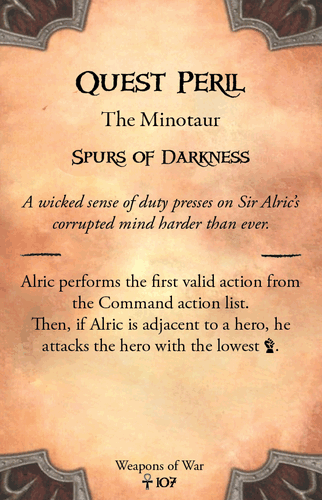 Quest Peril
The Minotaur
Spurs of Darkness
A wicked sense of duty presses on Sir Alric's
corrupted mind harder than ever.
Alric performs the first valid action from
the Command action list.
Then, if Alric is adjacent to a hero, he
attacks the hero with the lowest .
Weapons of War
107